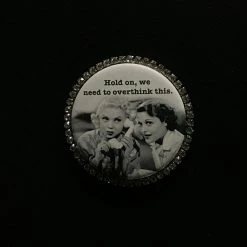 Hold on, we
need to overthink this.